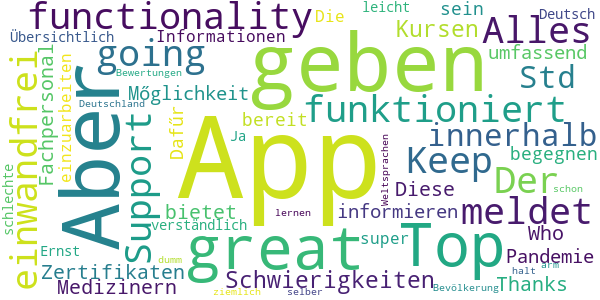 functionality
Die
leicht
sein
Deutsch
Übersichtlich
going
Informationen
Kursen
Alles
geben
umfassend
Bewertungen
Fachpersonal
einzuarbeiten
einwandfrei
Aber
Deutschland
Möglichkeit
Support
Dafür
bereit
funktioniert
Std
innerhalb
schlechte
App
Ja
Keep
begegnen
Weltsprachen
Der
Diese
bietet
lernen
informieren
meldet
verständlich
great
super
Top
Who
Ernst
Pandemie
dumm
Zertifikaten
Schwierigkeiten
halt
arm
schon
Medizinern
ziemlich
selber
Bevölkerung
Thanks